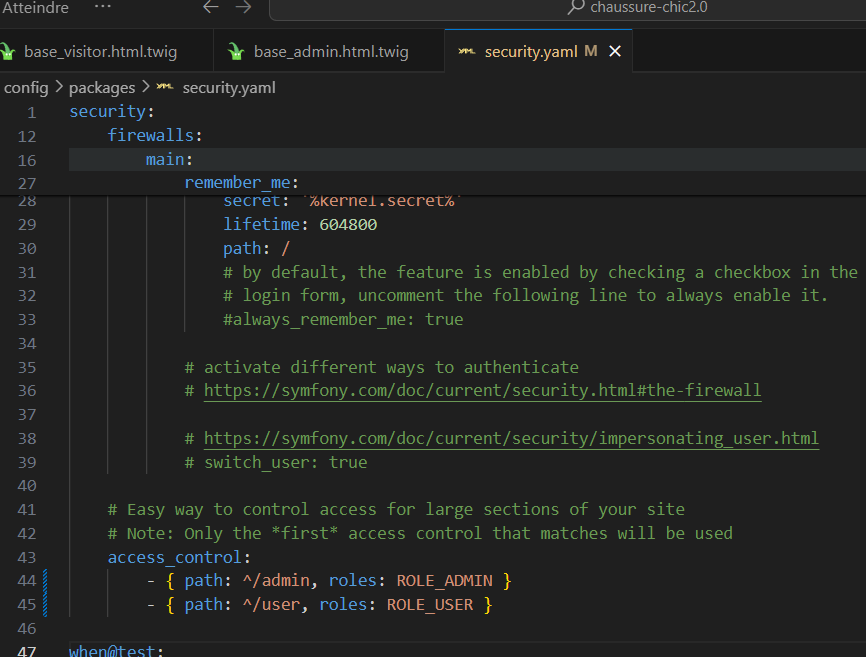 Atteindre ··· ← → chaussure-chic2.0
base_visitor.html.twig base_admin.html.twig YAML security.yaml M ×
config > packages > YAML security.yaml
1 security:
12 firewalls:
16 main:
27 remember_me:
28 secret: '%kernel.secret%'
29 lifetime: 604800
30 path: /
31 # by default, the feature is enabled by checking a checkbox in the
32 # login form, uncomment the following line to always enable it.
33 #always_remember_me: true
34
35 # activate different ways to authenticate
36 # https://symfony.com/doc/current/security.html#the-firewall
37
38 # https://symfony.com/doc/current/security/impersonating_user.html
39 # switch_user: true
40
41 # Easy way to control access for large sections of your site
42 # Note: Only the *first* access control that matches will be used
43 access_control:
44 - { path: ^/admin, roles: ROLE_ADMIN }
45 - { path: ^/user, roles: ROLE_USER }
46
47 when@test: